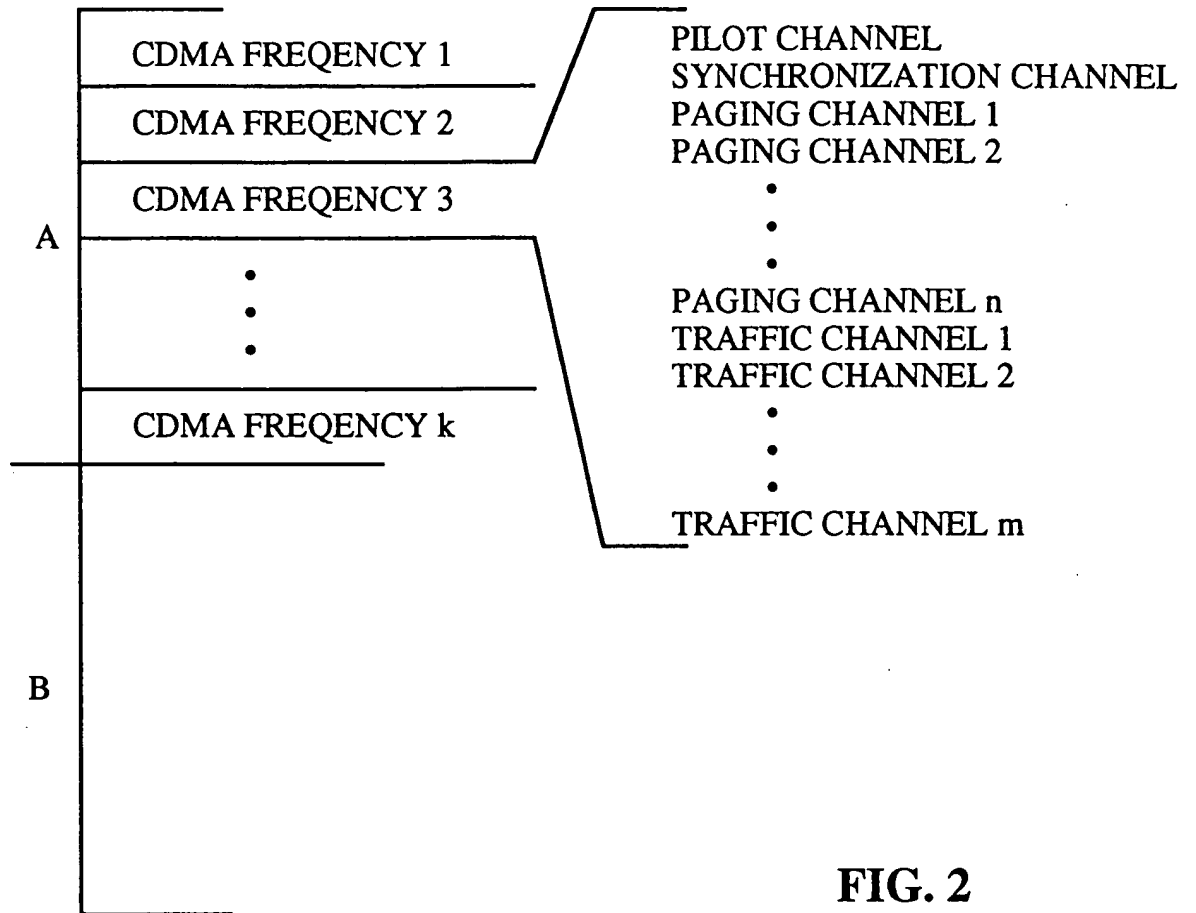 CDMA FREQENCY 1
CDMA FREQENCY 2
CDMA FREQENCY 3
CDMA FREQENCY k
A
B
PILOT CHANNEL
SYNCHRONIZATION CHANNEL
PAGING CHANNEL 1
PAGING CHANNEL 2
PAGING CHANNEL n
TRAFFIC CHANNEL 1
TRAFFIC CHANNEL 2
TRAFFIC CHANNEL m
FIG. 2